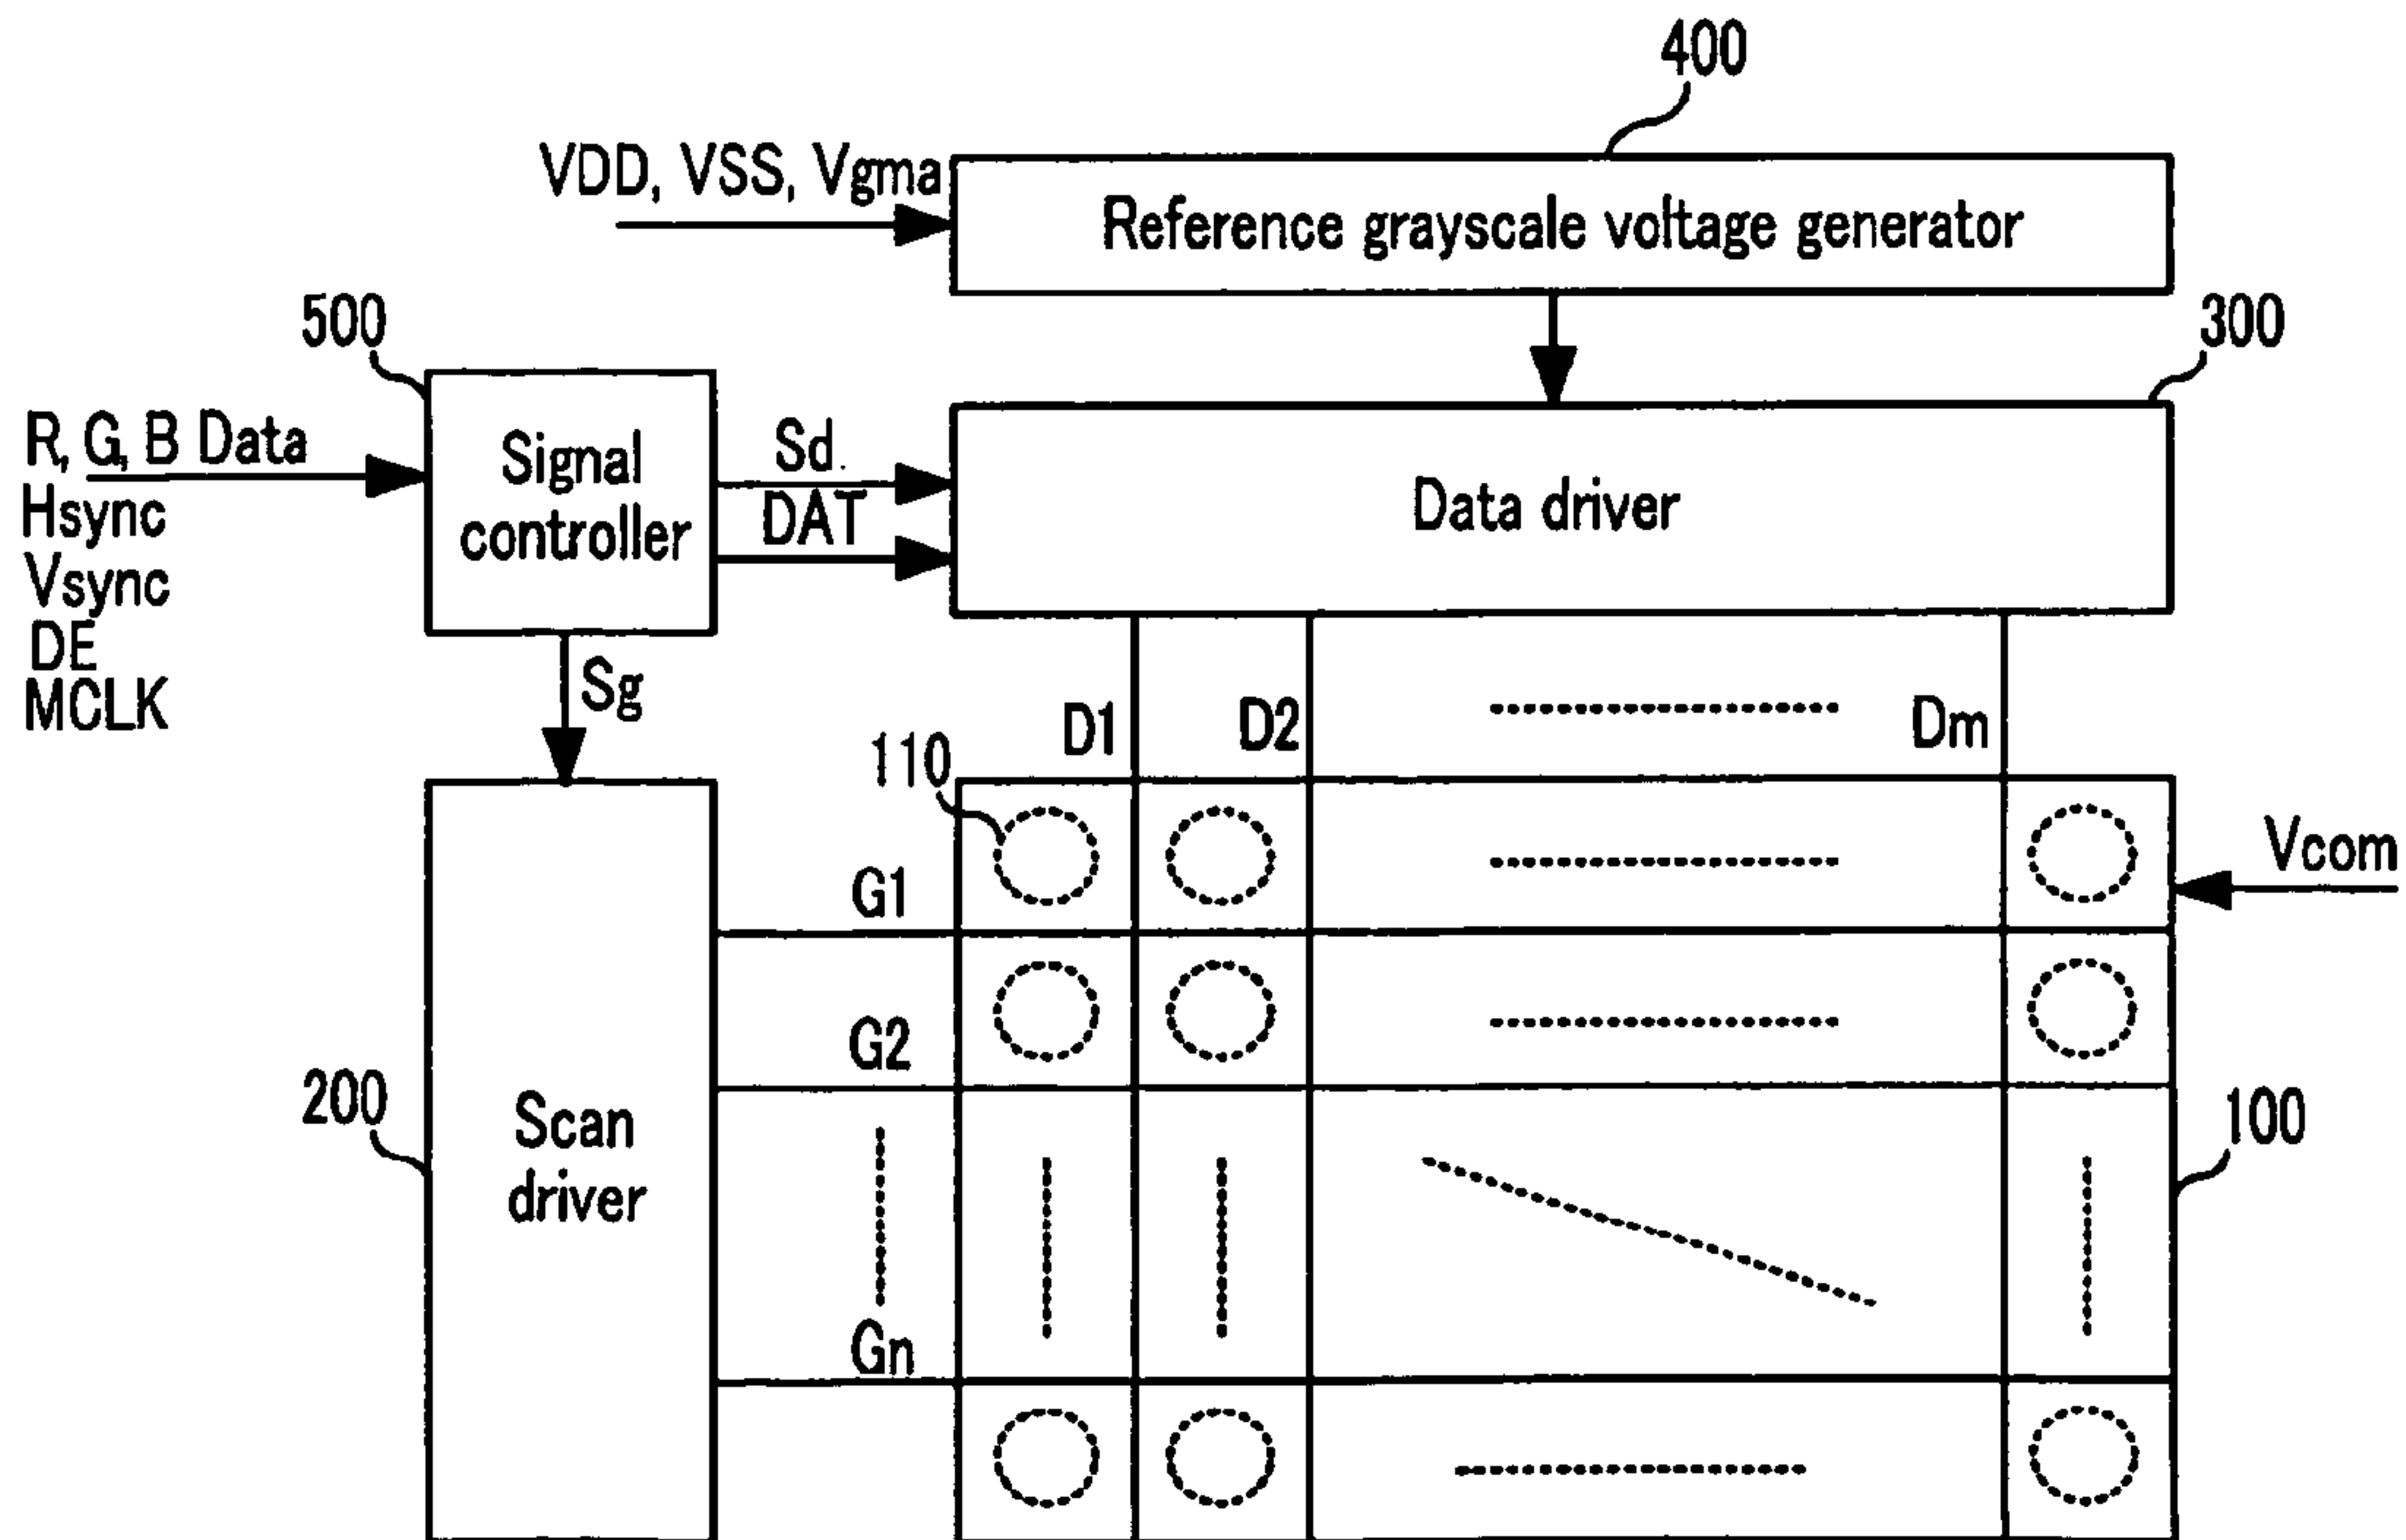 400
VDD, VSS, Vgma
Reference grayscale voltage generator
500
300
R, G, B Data
Hsync
Vsync
DE
MCLK
Signal
controller
Sd.
DAT
Data driver
Sg
D1
D2
Dm
110
G1
Vcom
G2
200
Scan
driver
100
Gn